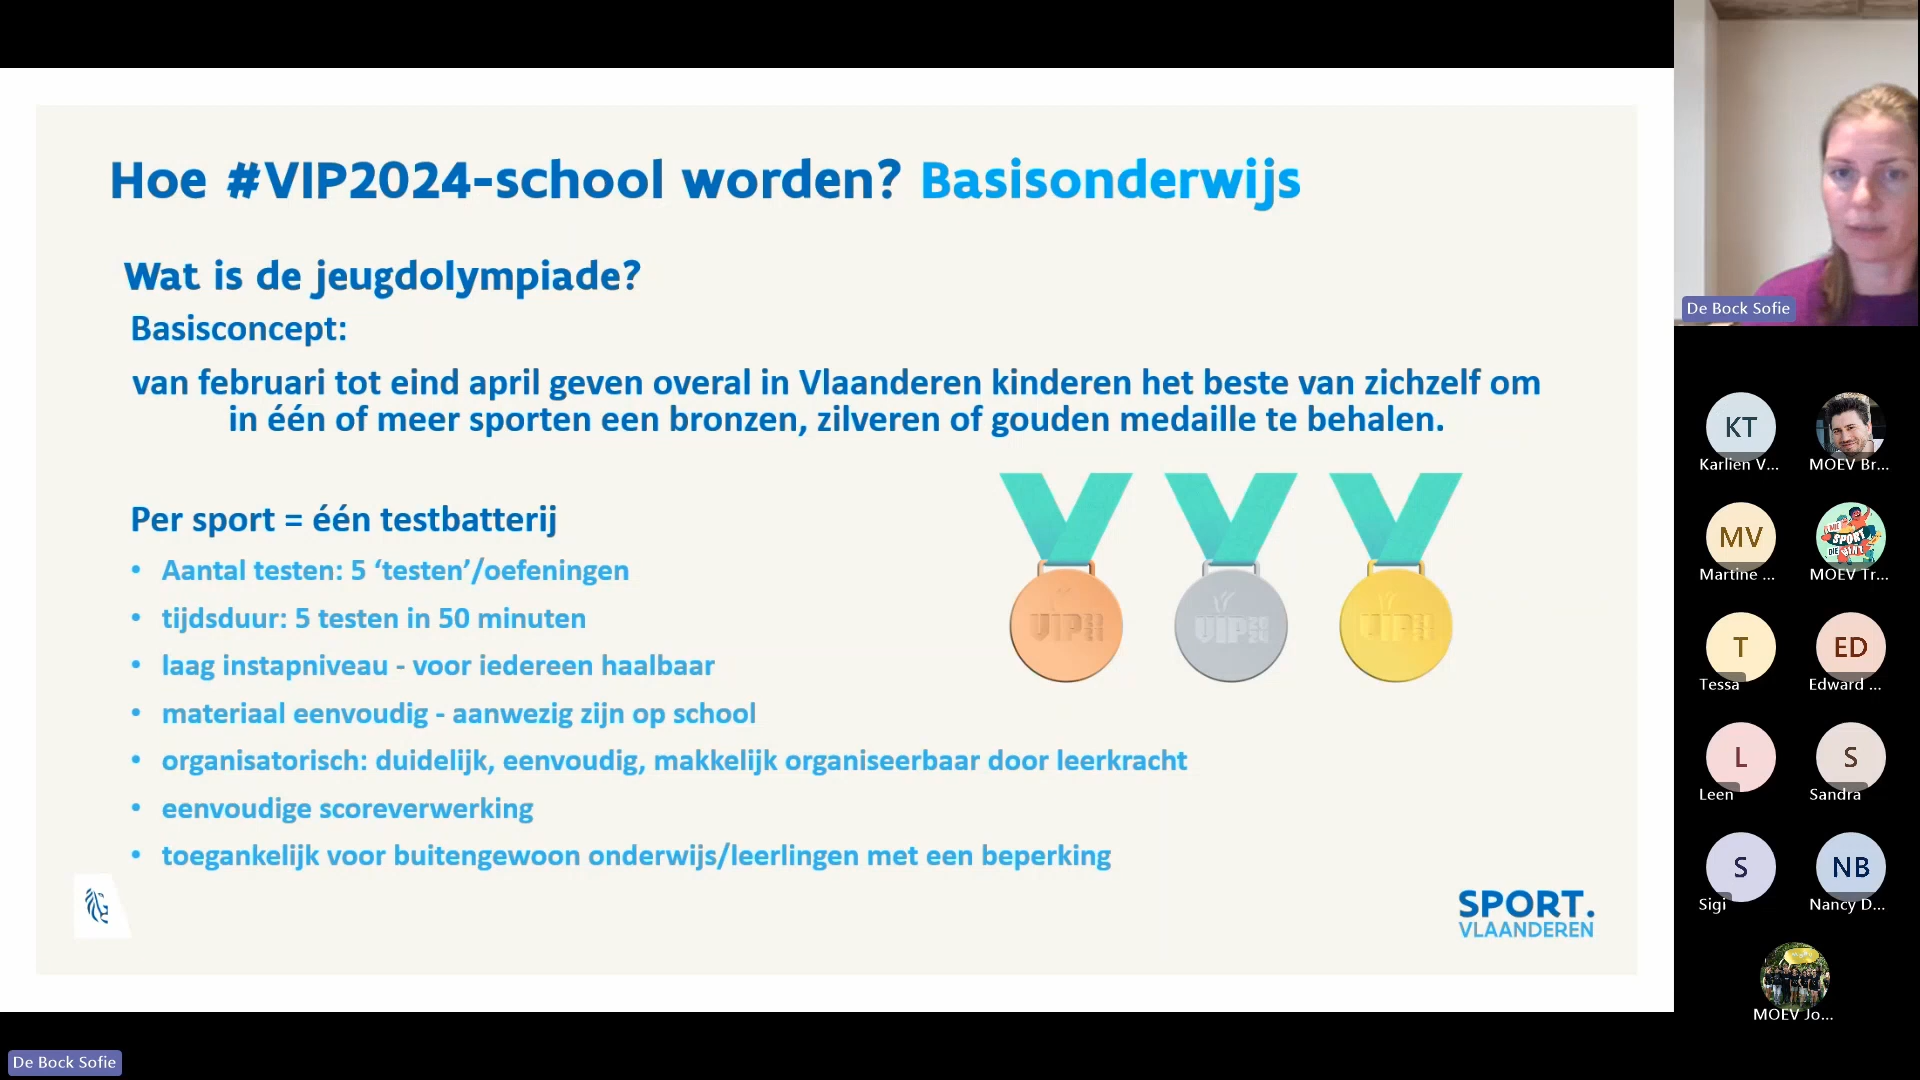 Hoe #VIP2024-school worden? Basisonderwijs
Wat is de jeugdolympiade?
Basisconcept:
van februari tot eind april geven overal in Vlaanderen kinderen het beste van zichzelf om
in één of meer sporten een bronzen, zilveren of gouden medaille te behalen.
Per sport = één testbatterij
• Aantal testen: 5 ‘testen’/oefeningen
• tijdsduur: 5 testen in 50 minuten
• laag instapniveau - voor iedereen haalbaar
• materiaal eenvoudig - aanwezig zijn op school
• organisatorisch: duidelijk, eenvoudig, makkelijk organiseerbaar door leerkracht
• eenvoudige scoreverwerking
• toegankelijk voor buitengewoon onderwijs/leerlingen met een beperking
VIP2024
VIP2024
VIP2024
SPORT.
VLAANDEREN
De Bock Sofie
De Bock Sofie
KT
Karlien V...
MOEV Br...
MV
Martine ...
SPORT
DIE
MOEV Tr...
T
Tessa
ED
Edward ...
L
Leen
S
Sandra
S
Sigi
NB
Nancy D...
MOEV Jo...